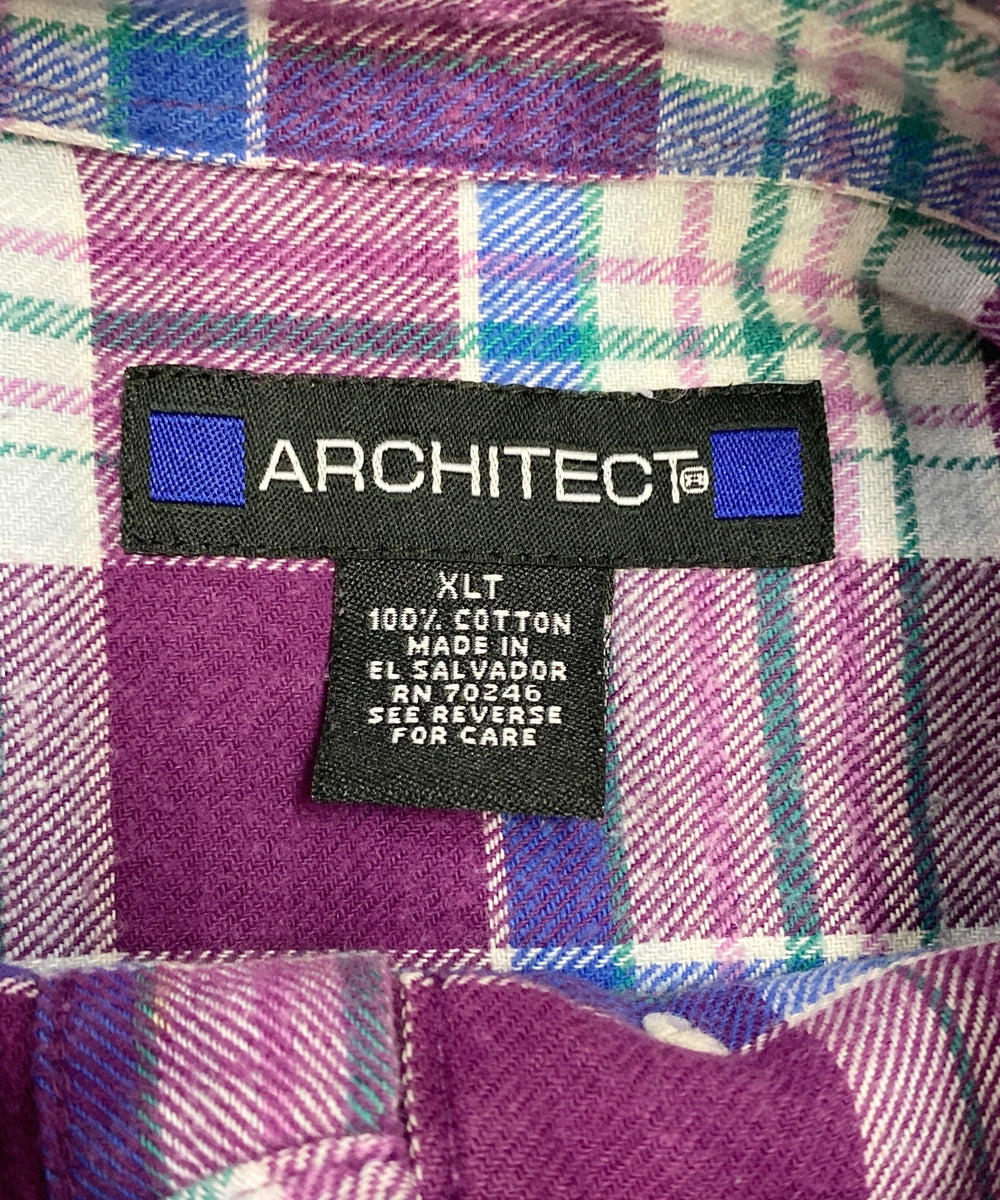 ARCHITECT®
XLT
100% COTTON
MADE IN
EL SALVADOR
RN 70246
SEE REVERSE
FOR CARE